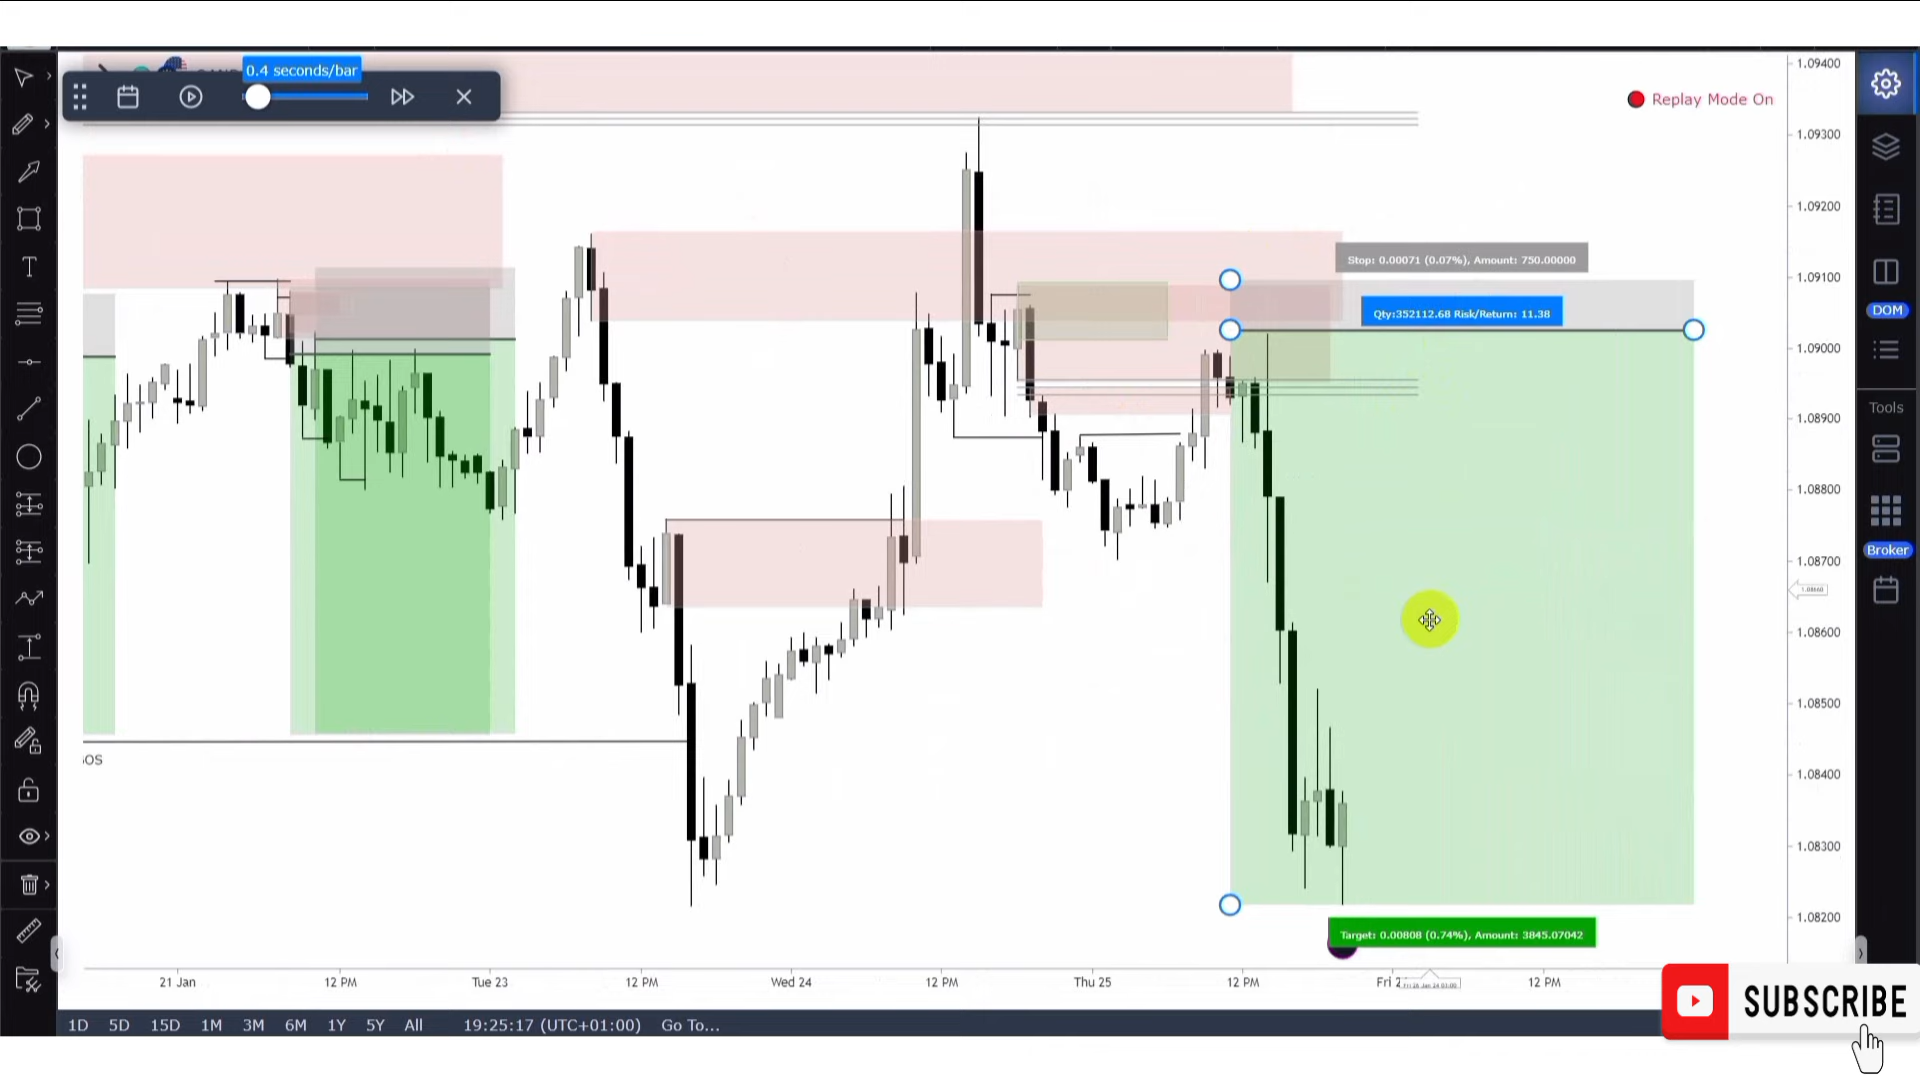 0.4 seconds/bar
Replay Mode On
1.09400
1.09300
1.09200
1.09100
1.09000
1.08900
1.08800
1.08700
1.08600
1.08500
1.08400
1.08300
1.08200
Stop: 0.00071 (0.07%), Amount: 750.00000
Qty:352112.68 Risk/Return: 11.38
Target: 0.00808 (0.74%), Amount: 3845.07042
DOM
Tools
Broker
OS
21 Jan 12 PM Tue 23 12 PM Wed 24 12 PM Thu 25 12 PM Fri 2 12 PM
1D 5D 15D 1M 3M 6M 1Y 5Y All 19:25:17 (UTC+01:00) Go To...
SUBSCRIBE